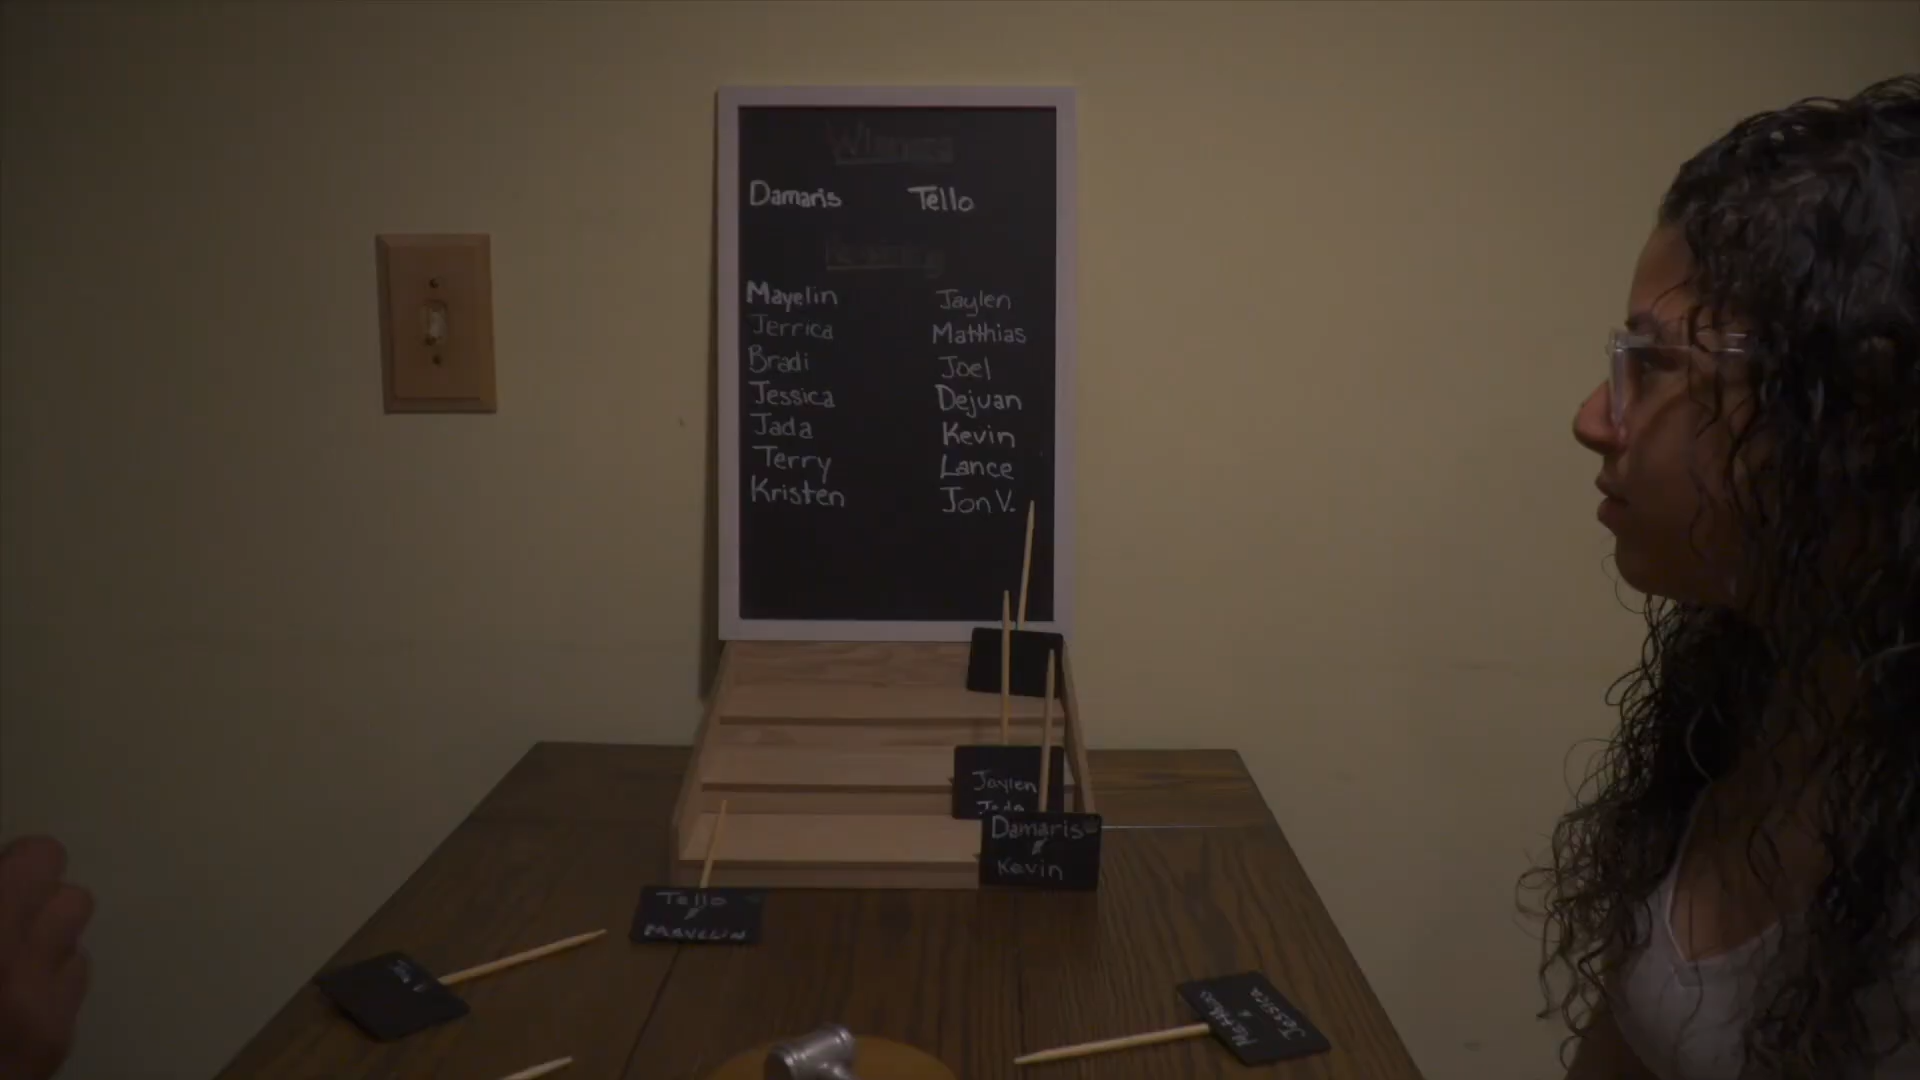 Damaris Tello
Mayelin Jaylen
Jerrica Matthias
Bradi Joel
Jessica Dejuan
Jada Kevin
Terry Lance
Kristen Jon V.
Jaylen
Jada
Damaris
&
Kevin
Tello
&
MAYELIN
Matthias
&
Jessica